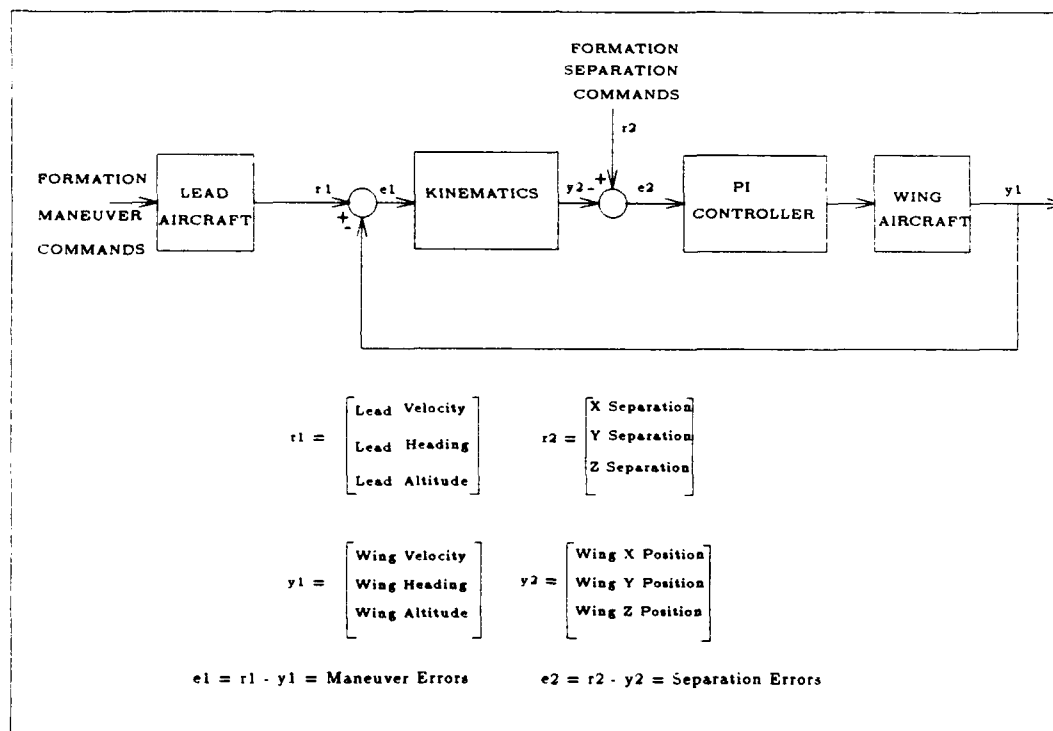 FORMATION
SEPARATION
COMMANDS
r2
FORMATION
MANEUVER
COMMANDS
LEAD
AIRCRAFT
r1
+
-
e1
KINEMATICS
y2
-
+
e2
PI
CONTROLLER
WING
AIRCRAFT
y1
r1 =
Lead Velocity
Lead Heading
Lead Altitude
r2 =
X Separation
Y Separation
Z Separation
y1 =
Wing Velocity
Wing Heading
Wing Altitude
y2 =
Wing X Position
Wing Y Position
Wing Z Position
e1 = r1 - y1 = Maneuver Errors
e2 = r2 - y2 = Separation Errors